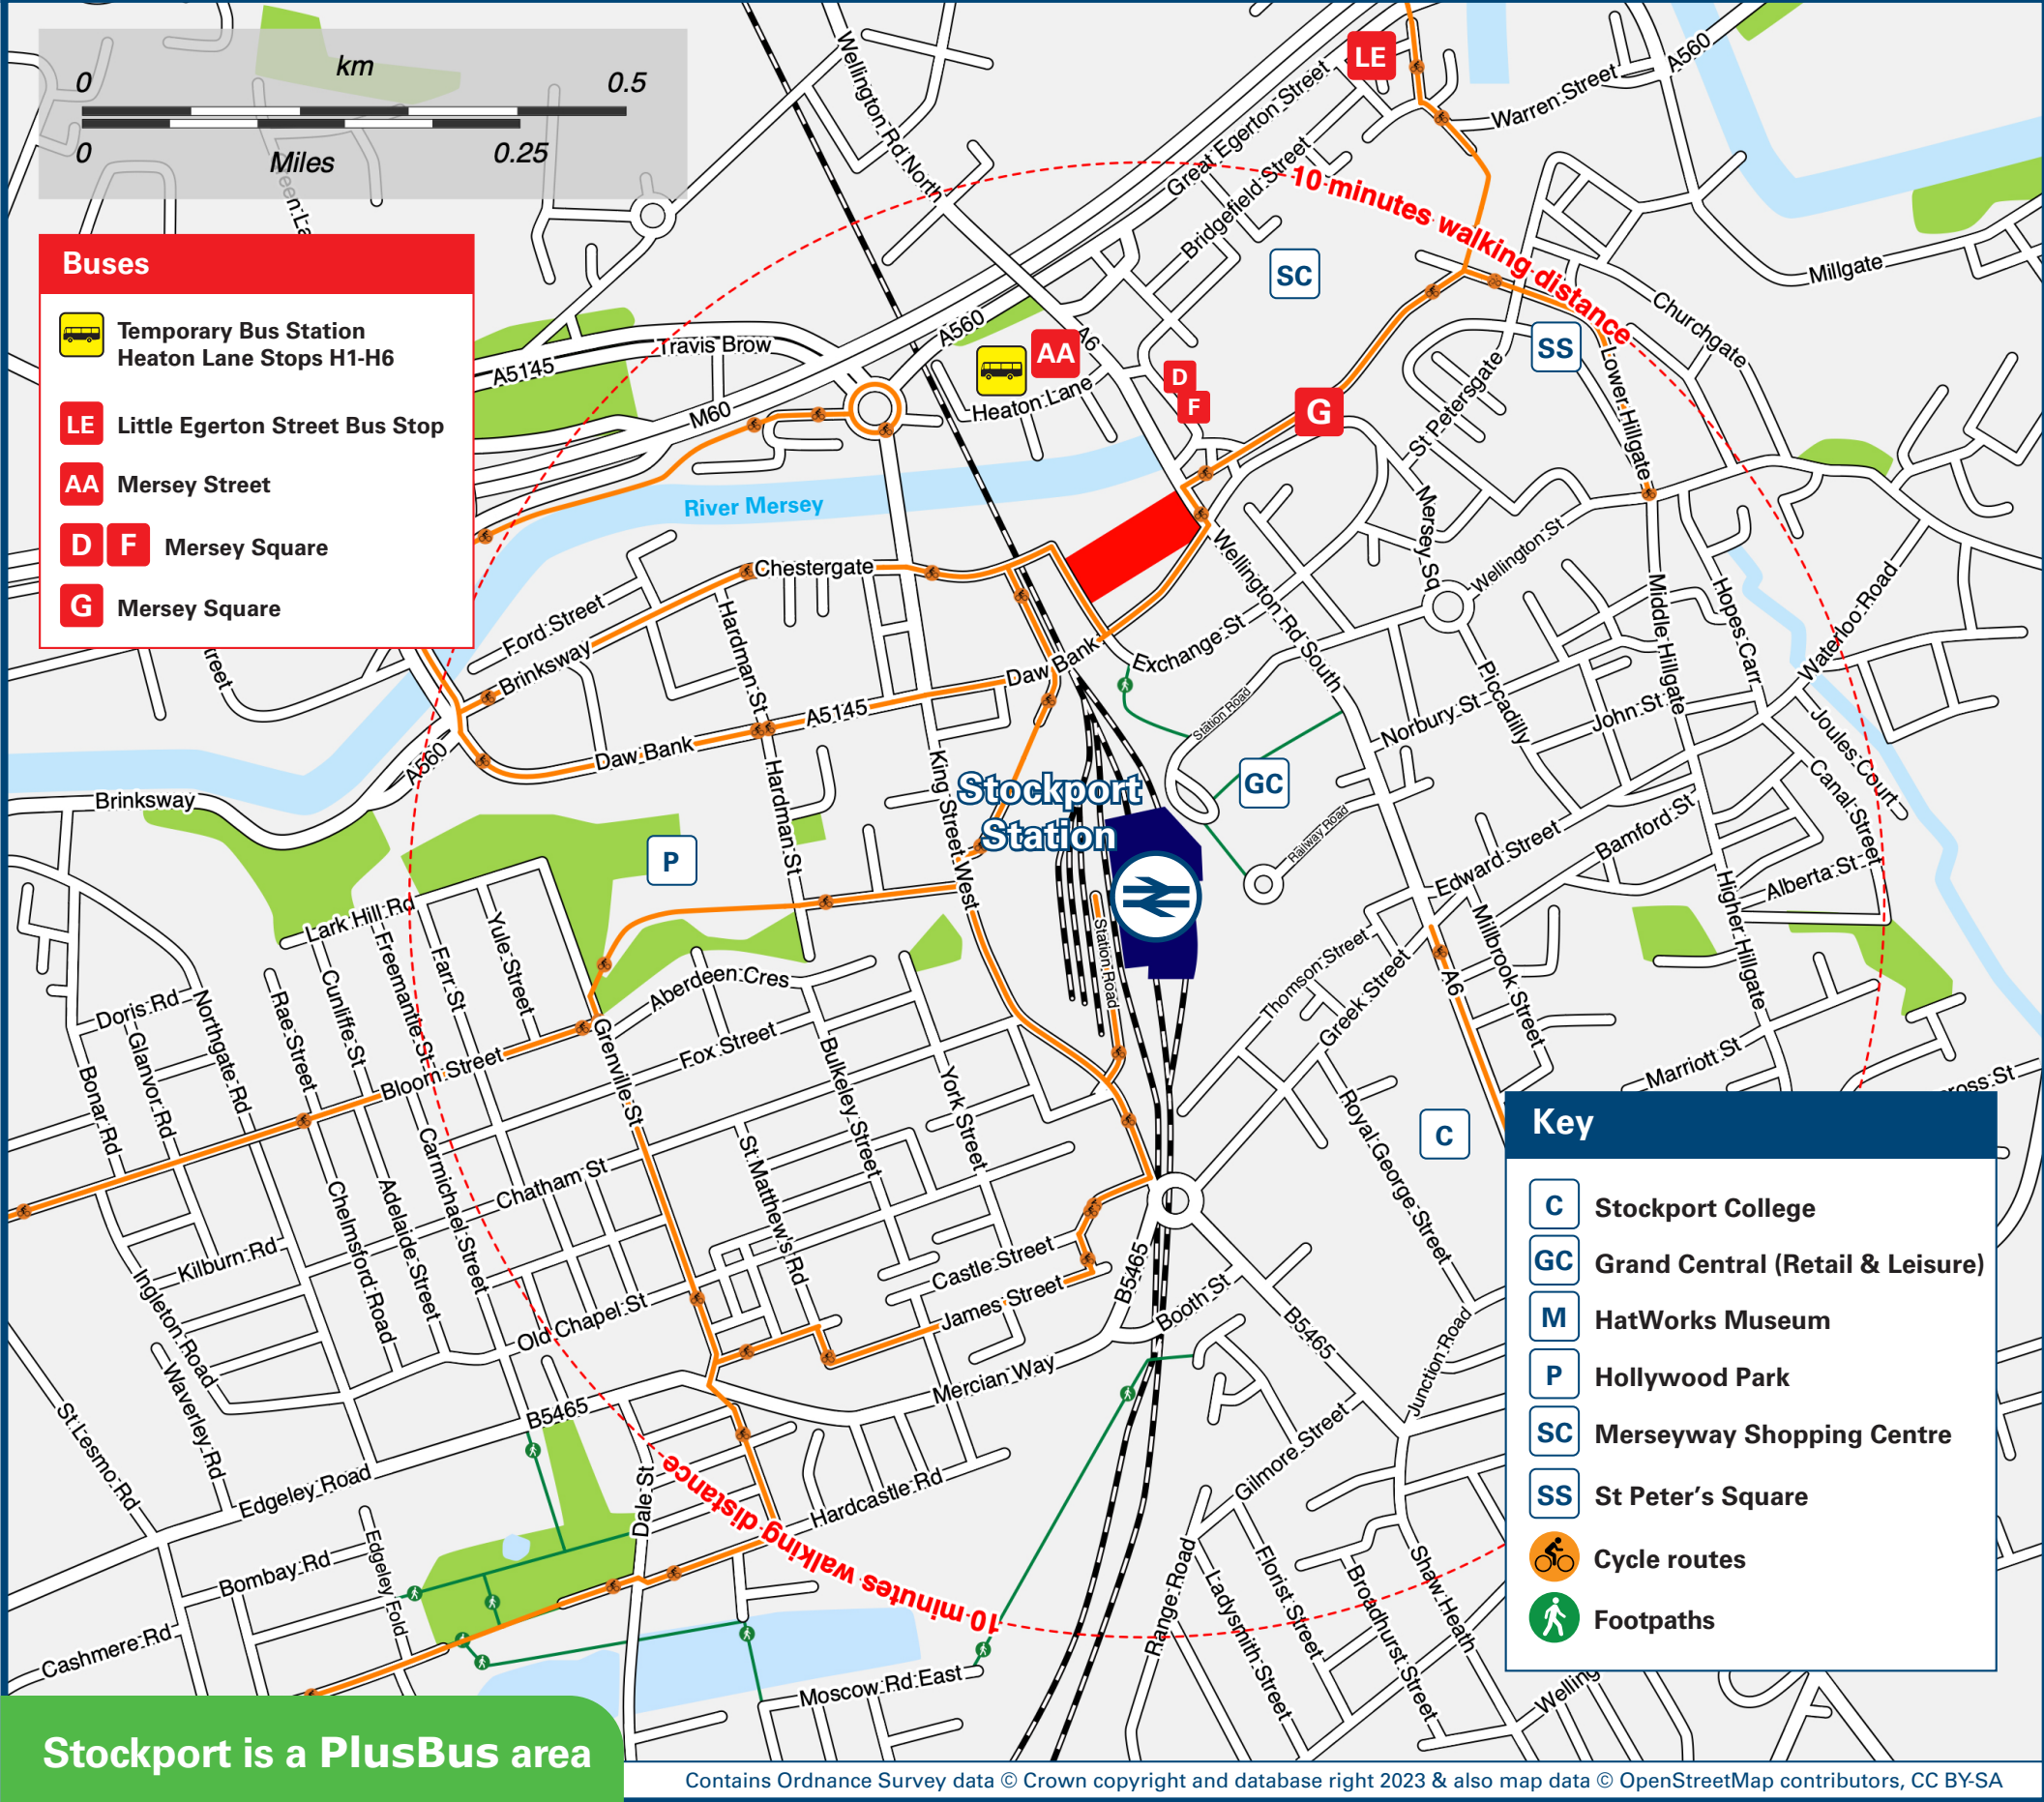 km
0
0.5
0
Miles
0.25
Buses
Temporary Bus Station
Heaton Lane Stops H1-H6
LE Little Egerton Street Bus Stop
AA Mersey Street
D F Mersey Square
G Mersey Square
Wellington Rd North
Great Egerton Street
LE
Warren Street
A560
Bridgefield Street
10 minutes walking distance
SC
Millgate
Churchgate
SS
Lower Hillgate
A560
A6
AA
Heaton Lane
D
F
G
St Petersgate
Travis Brow
A5145
M60
River Mersey
Mersey Sq
Wellington St
Chestergate
Ford Street
Brinksway
Hardman St
Wellington Rd South
Exchange St
Daw Bank
A5145
Daw Bank
Station Road
Piccadilly
Norbury St
John St
Middle Hillgate
Hopes Carr
Waterloo Road
Joules Court
Canal Street
A560
Brinksway
Hardman St
King Street West
Stockport
Station
GC
Railway Road
Edward Street
Bamford St
Alberta St
Higher Hillgate
P
Lark Hill Rd
Yule Street
Farr St
Freemantle St
Cunliffe St
Rae Street
Northgate Rd
Doris Rd
Glanvor Rd
Bonar Rd
Aberdeen Cres
Fox Street
Bloom Street
Grenville St
Bulkeley Street
York Street
Station Road
Thomson Street
Greek Street
A6
Millbrook Street
Marriott St
Royal George Street
C
Chatham St
St Matthew's Rd
Carmichael Street
Adelaide Street
Chelmsford Road
Kilburn Rd
Ingleton Road
Waverley Rd
St Lesmo Rd
Old Chapel St
Castle Street
James Street
B5465
Booth St
B5465
Junction Road
Mercian Way
B5465
Edgeley Road
Dale St
Hardcastle Rd
Gilmore Street
10 minutes walking distance
Bombay Rd
Edgeley Fold
Cashmere Rd
Moscow Rd East
Range Road
Ladysmith Street
Florist Street
Broadhurst Street
Shaw Heath
Key
C Stockport College
GC Grand Central (Retail & Leisure)
M HatWorks Museum
P Hollywood Park
SC Merseyway Shopping Centre
SS St Peter's Square
Cycle routes
Footpaths
Stockport is a PlusBus area
Contains Ordnance Survey data © Crown copyright and database right 2023 & also map data © OpenStreetMap contributors, CC BY-SA